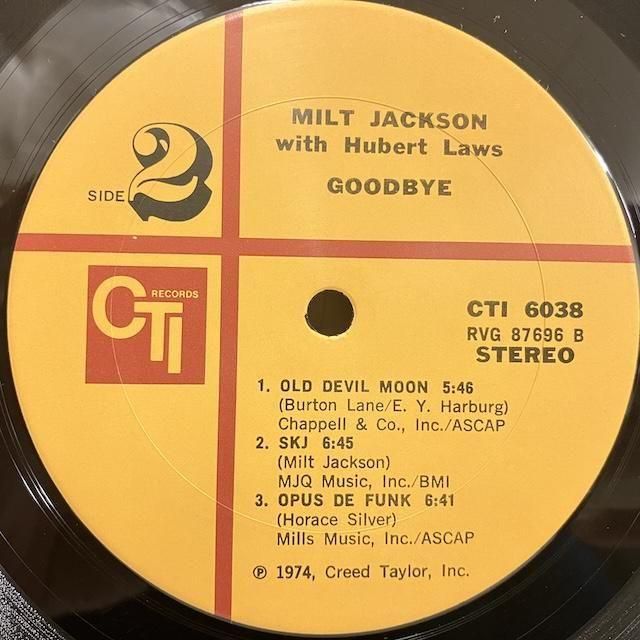 MILT JACKSON
with Hubert Laws
GOODBYE
SIDE 2
CTI RECORDS
CTI 6038
RVG 87696 B
STEREO
1. OLD DEVIL MOON 5:46
(Burton Lane/E. Y. Harburg)
Chappell & Co., Inc./ASCAP
2. SKJ 6:45
(Milt Jackson)
MJQ Music, Inc./BMI
3. OPUS DE FUNK 6:41
(Horace Silver)
Mills Music, Inc./ASCAP
℗ 1974, Creed Taylor, Inc.